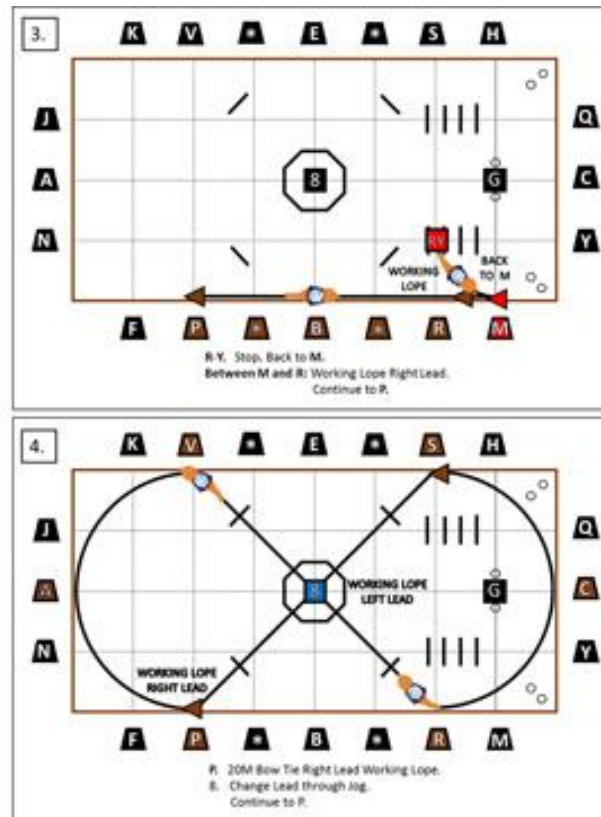 3.
K V * E * S H
J Q
A 8 G C
N RY Y
BACK
WORKING TO M
LOPE
F P * B * R M
R-Y. Stop. Back to M.
Between M and R: Working Lope Right Lead.
Continue to P.
4.
K V * E * S H
J Q
WORKING LOPE
A 8 G C
LEFT LEAD
N Y
WORKING LOPE
RIGHT LEAD
F P * B * R M
P. 20M Bow Tie Right Lead Working Lope.
8. Change Lead through Jog.
Continue to P.